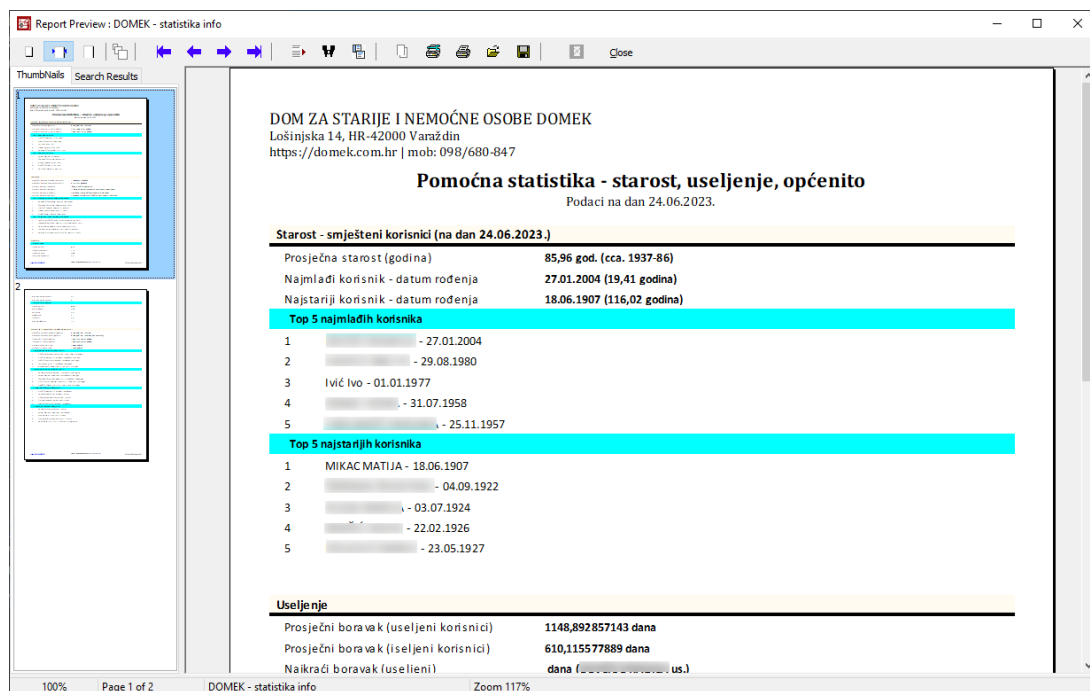 Report Preview : DOMEK - statistika info
Close
ThumbNails Search Results
1
2
DOM ZA STARIJE I NEMOĆNE OSOBE DOMEK
Lošinjska 14, HR-42000 Varaždin
https://domek.com.hr | mob: 098/680-847
Pomoćna statistika - starost, useljenje, općenito
Podaci na dan 24.06.2023.
Starost - smješteni korisnici (na dan 24.06.2023.)
Prosječna starost (godina) 85,96 god. (cca. 1937-86)
Najmlađi korisnik - datum rođenja 27.01.2004 (19,41 godina)
Najstariji korisnik - datum rođenja 18.06.1907 (116,02 godina)
Top 5 najmlađih korisnika
1 - 27.01.2004
2 - 29.08.1980
3 Ivić Ivo - 01.01.1977
4 - 31.07.1958
5 - 25.11.1957
Top 5 najstarijih korisnika
1 MIKAC MATIJA - 18.06.1907
2 - 04.09.1922
3 - 03.07.1924
4 - 22.02.1926
5 - 23.05.1927
Useljenje
Prosječni boravak (useljeni korisnici) 1148,892857143 dana
Prosječni boravak (iseljeni korisnici) 610,115577889 dana
Najkraći boravak (useljeni) dana ( us.)
100% Page 1 of 2 DOMEK - statistika info Zoom 117%